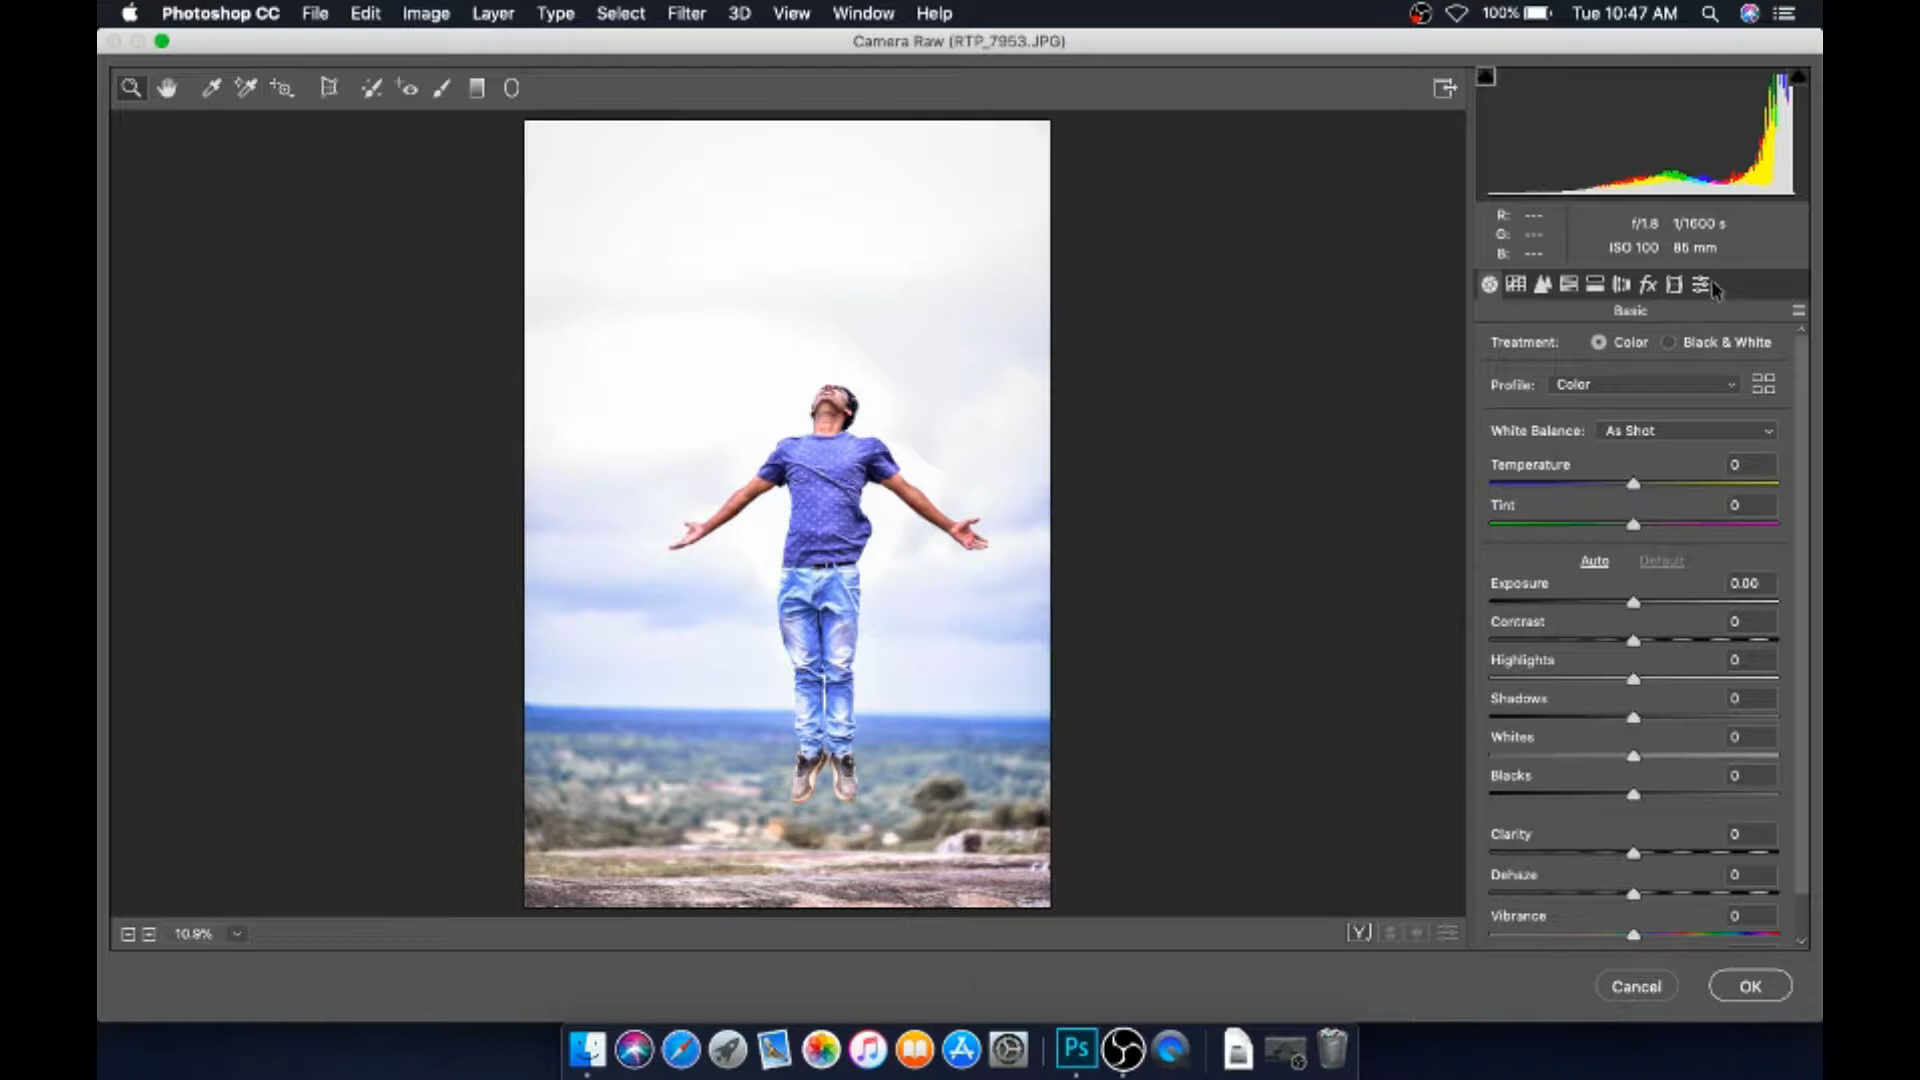 Photoshop CC File Edit Image Layer Type Select Filter 3D View Window Help 100% Tue 10:47 AM
Camera Raw (RTP_7953.JPG)
R: ---
G: ---
B: ---
f/1.8 1/1600 s
ISO 100 85 mm
fx
Basic
Treatment: Color Black & White
Profile: Color
White Balance: As Shot
Temperature 0
Tint 0
Auto Default
Exposure 0.00
Contrast 0
Highlights 0
Shadows 0
Whites 0
Blacks 0
Clarity 0
Dehaze 0
Vibrance 0
10.9% Y
Cancel OK
Ps